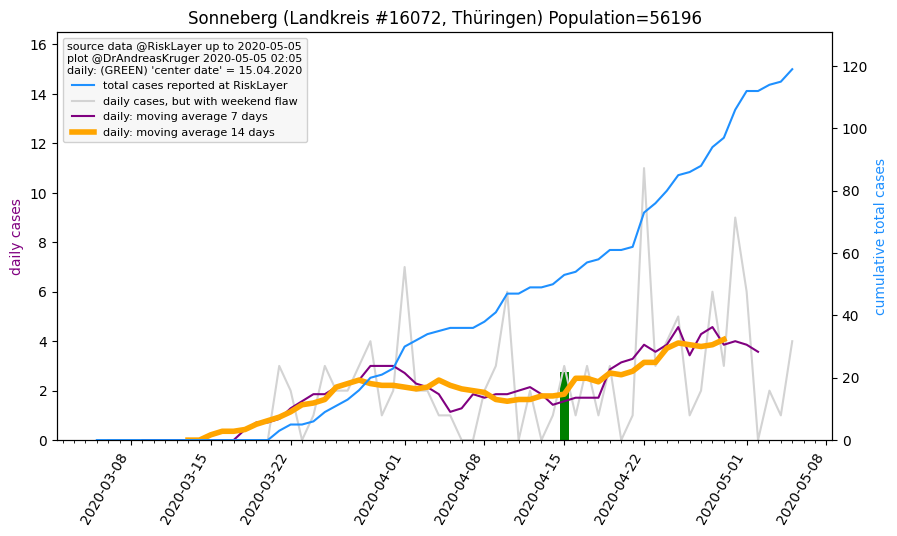 Sonneberg (Landkreis #16072, Thüringen) Population=56196
source data @RiskLayer up to 2020-05-05
plot @DrAndreasKruger 2020-05-05 02:05
daily: (GREEN) 'center date' = 15.04.2020
total cases reported at RiskLayer
daily cases, but with weekend flaw
daily: moving average 7 days
daily: moving average 14 days
daily cases
16
14
12
10
8
6
4
2
0
cumulative total cases
120
100
80
60
40
20
0
2020-03-08
2020-03-15
2020-03-22
2020-04-01
2020-04-08
2020-04-15
2020-04-22
2020-05-01
2020-05-08